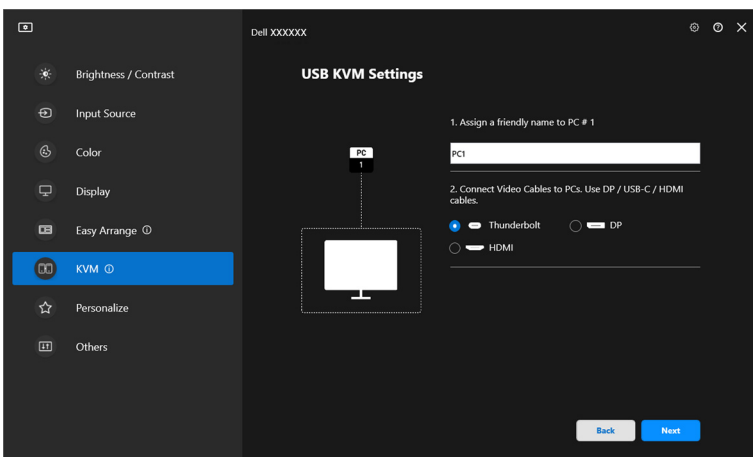 Dell XXXXXX
Brightness / Contrast
Input Source
Color
Display
Easy Arrange
KVM
Personalize
Others
USB KVM Settings
PC
1
1. Assign a friendly name to PC # 1
PC1
2. Connect Video Cables to PCs. Use DP / USB-C / HDMI
cables.
Thunderbolt
DP
HDMI
Back
Next